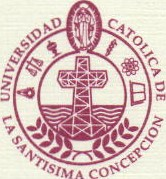 UNIVERSIDAD CATOLICA DE
LA SANTISIMA CONCEPCION